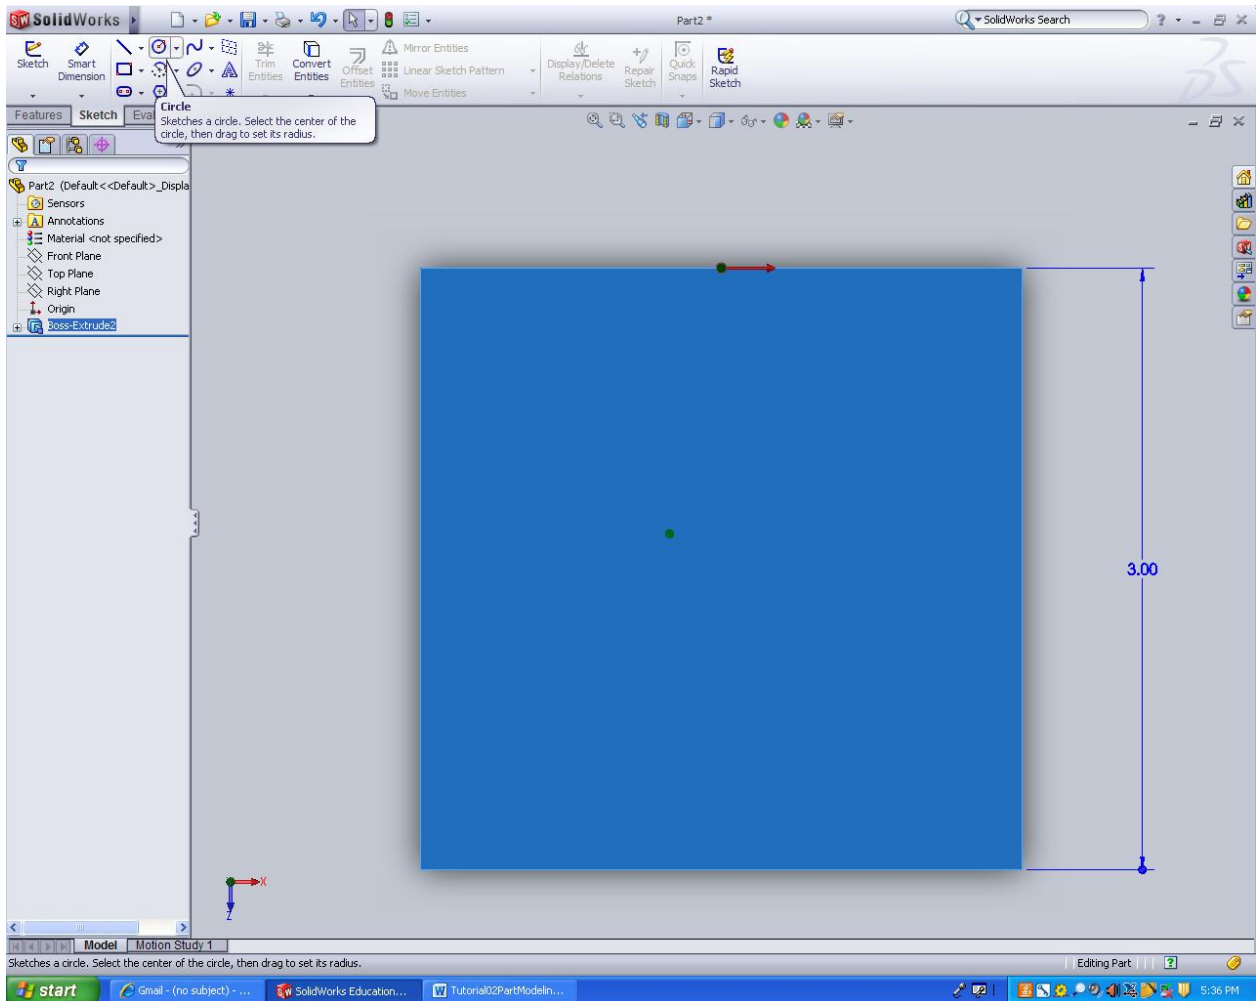 SolidWorks
Part2 *
SolidWorks Search
?
Sketch
Smart Dimension
Trim Entities
Convert Entities
Offset Entities
Mirror Entities
Linear Sketch Pattern
Move Entities
Display/Delete Relations
Repair Sketch
Quick Snaps
Rapid Sketch
Features
Sketch
Eval
Circle
Sketches a circle. Select the center of the
circle, then drag to set its radius.
Part2 (Default<<Default>_Displa
Sensors
Annotations
Material <not specified>
Front Plane
Top Plane
Right Plane
Origin
Boss-Extrude2
3.00
X
Z
Model
Motion Study 1
Sketches a circle. Select the center of the circle, then drag to set its radius.
Editing Part
?
start
Gmail - (no subject) - ...
SolidWorks Education...
Tutorial02PartModelin...
5:36 PM